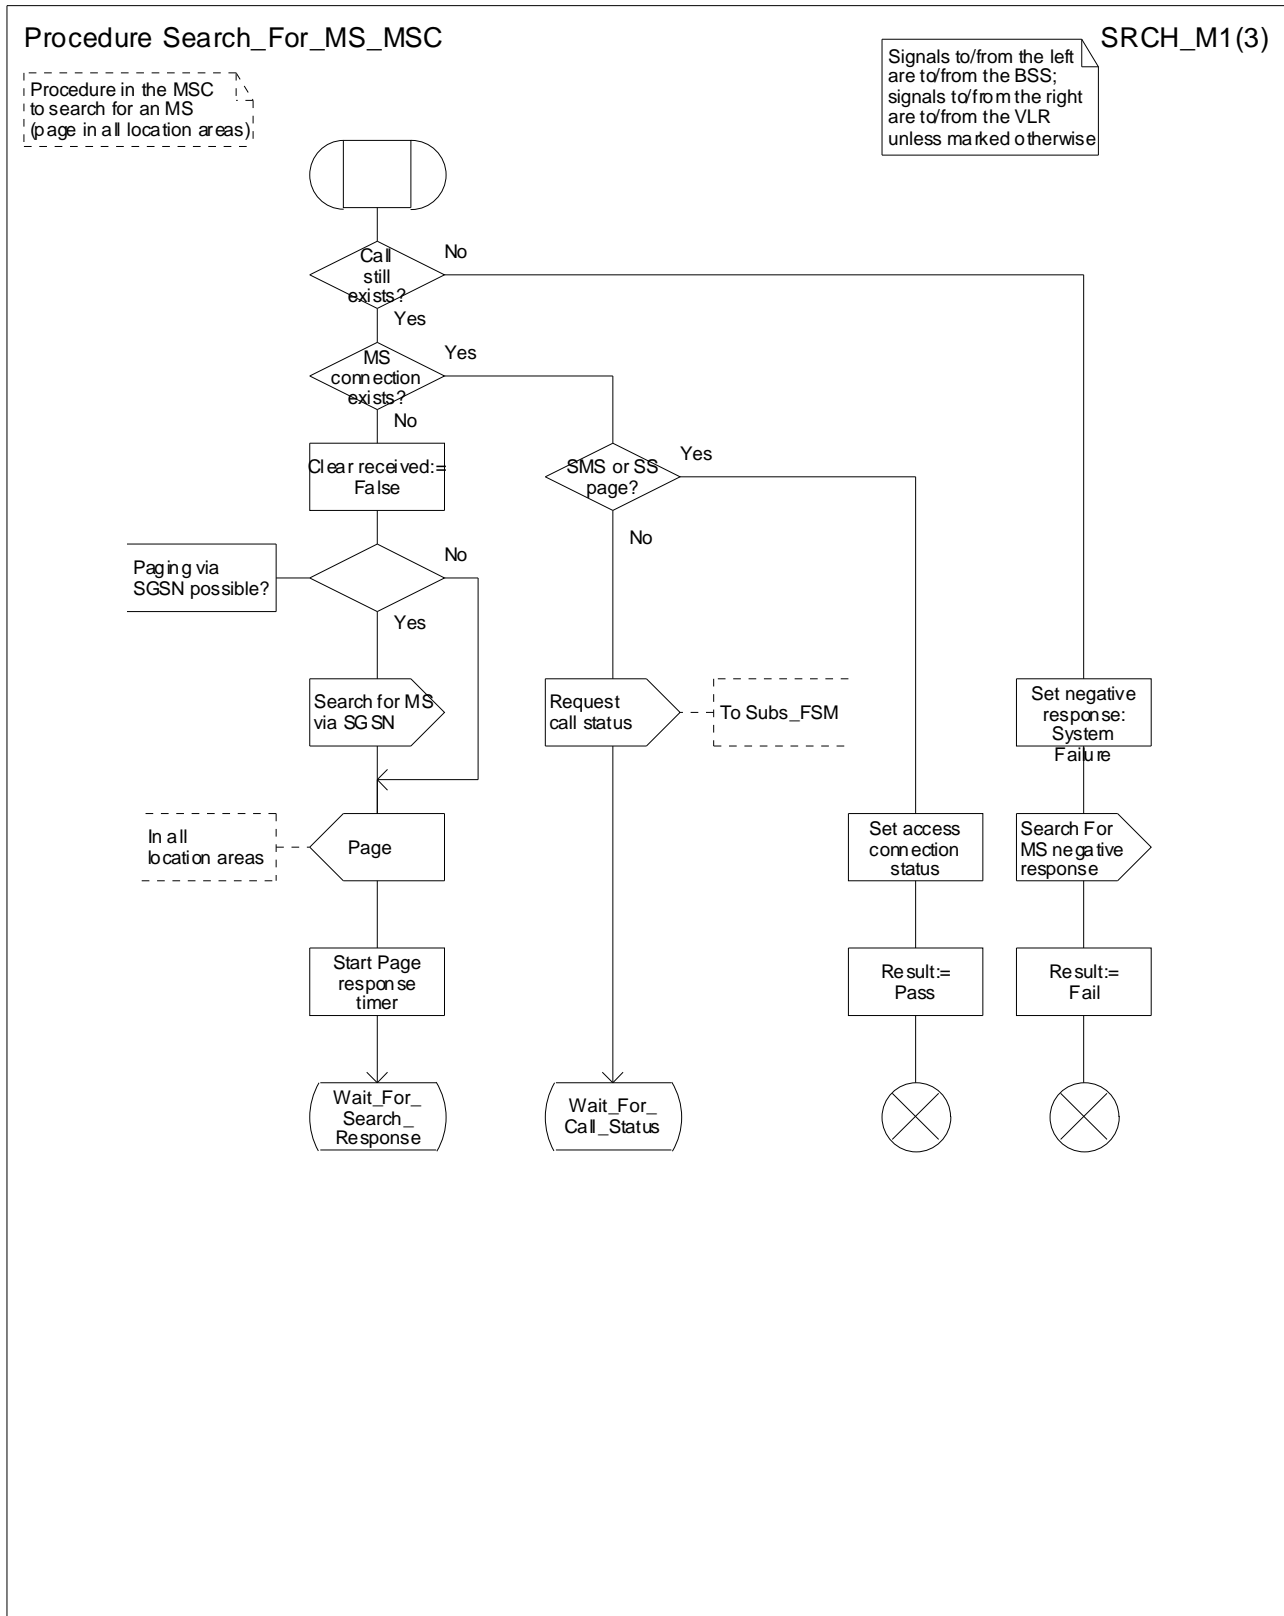 Procedure Search_For_MS_MSC
SRCH_M1(3)
Procedure in the MSC
to search for an MS
(page in all location areas)
Signals to/from the left
are to/from the BSS;
signals to/from the right
are to/from the VLR
unless marked otherwise
Call
still
exists?
No
Yes
MS
connection
exists?
Yes
No
Clear received:=
False
SMS or SS
page?
Yes
No
Paging via
SGSN possible?
No
Yes
Search for MS
via SGSN
Request
call status
To Subs_FSM
Set negative
response:
System
Failure
In all
location areas
Page
Set access
connection
status
Search For
MS negative
response
Start Page
response
timer
Result:=
Pass
Result:=
Fail
Wait_For_
Search_
Response
Wait_For_
Call_Status